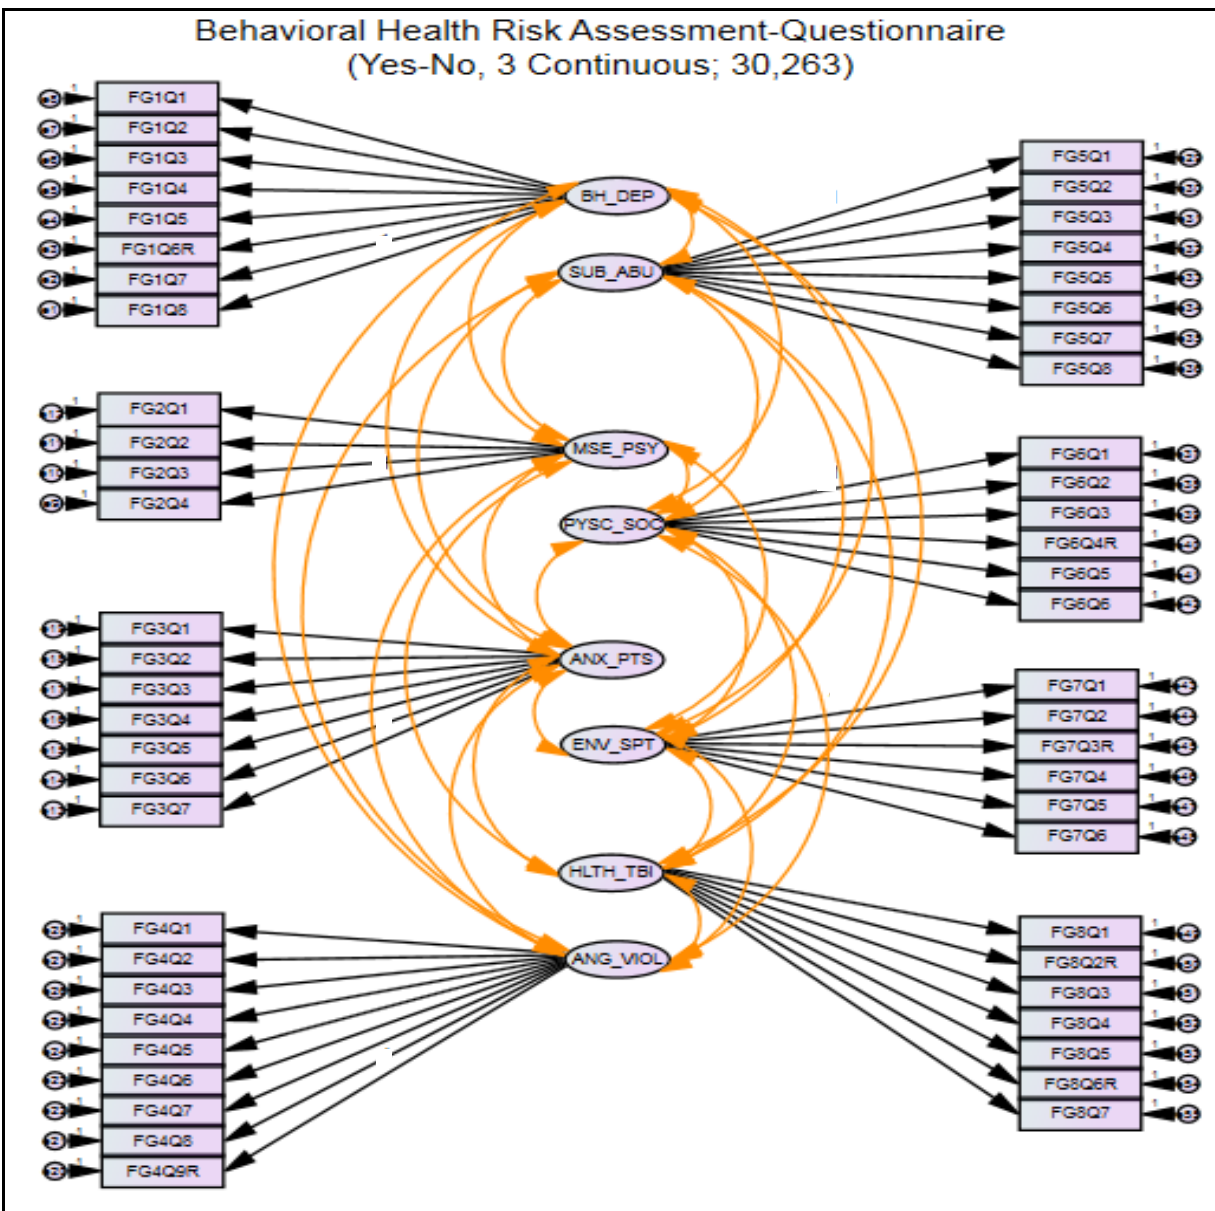 Behavioral Health Risk Assessment-Questionnaire
(Yes-No, 3 Continuous; 30,263)
FG1Q1
FG1Q2
FG1Q3
FG1Q4
FG1Q5
FG1Q6R
FG1Q7
FG1Q8
FG2Q1
FG2Q2
FG2Q3
FG2Q4
FG3Q1
FG3Q2
FG3Q3
FG3Q4
FG3Q5
FG3Q6
FG3Q7
FG4Q1
FG4Q2
FG4Q3
FG4Q4
FG4Q5
FG4Q6
FG4Q7
FG4Q8
FG4Q9R
BH_DEP
SUB_ABU
MSE_PSY
PYSC_SOC
ANX_PTS
ENV_SPT
HLTH_TBI
ANG_VIOL
FG5Q1
FG5Q2
FG5Q3
FG5Q4
FG5Q5
FG5Q6
FG5Q7
FG5Q8
FG6Q1
FG6Q2
FG6Q3
FG6Q4R
FG6Q5
FG6Q6
FG7Q1
FG7Q2
FG7Q3R
FG7Q4
FG7Q5
FG7Q6
FG8Q1
FG8Q2R
FG8Q3
FG8Q4
FG8Q5
FG8Q6R
FG8Q7